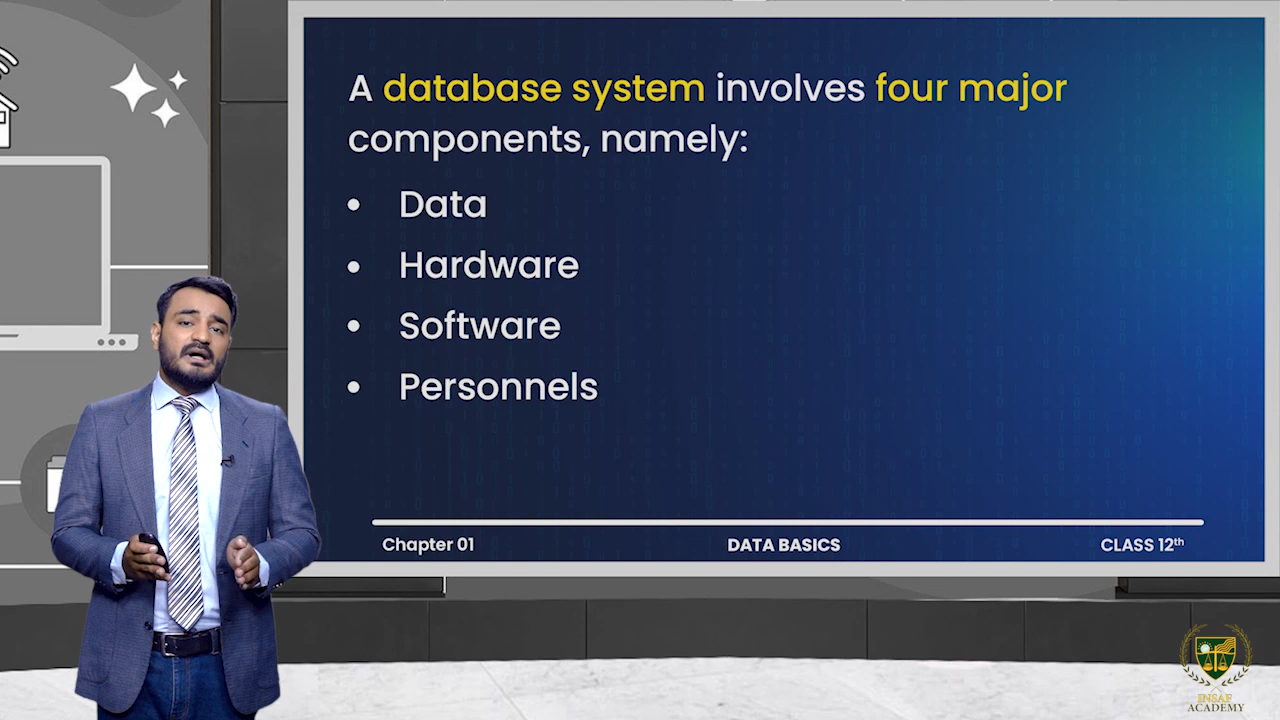 A database system involves four major
components, namely:
• Data
• Hardware
• Software
• Personnels
Chapter 01 DATA BASICS CLASS 12th
INSAF
ACADEMY